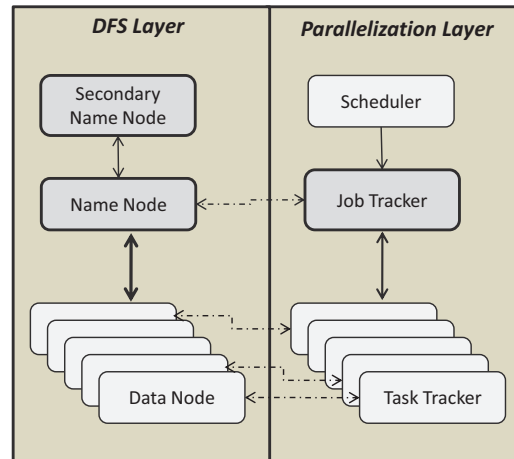 DFS Layer
Parallelization Layer
Secondary
Name Node
Scheduler
Name Node
Job Tracker
Data Node
Task Tracker